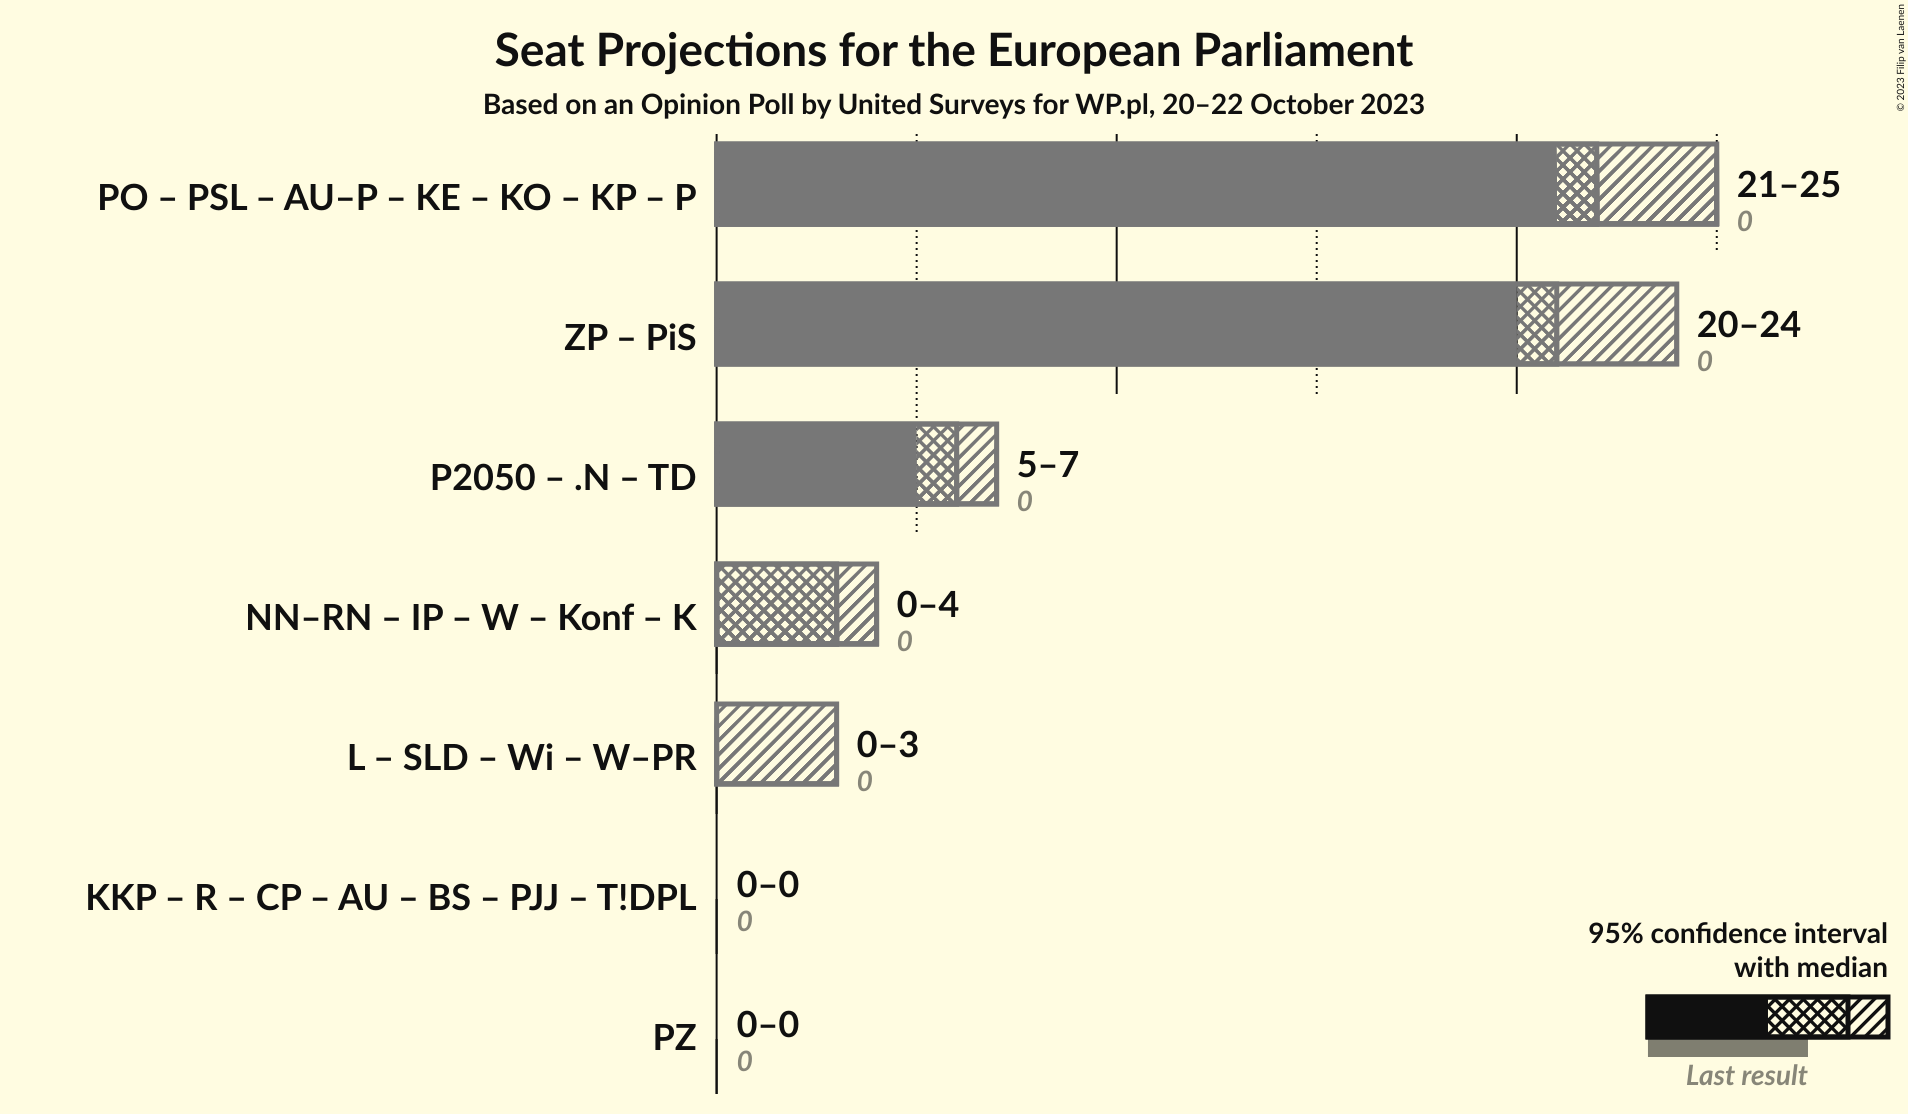 Seat Projections for the European Parliament
Based on an Opinion Poll by United Surveys for WP.pl, 20–22 October 2023
© 2023 Filip van Laenen
PO – PSL – AU–P – KE – KO – KP – P
21–25
0
ZP – PiS
20–24
0
P2050 – .N – TD
5–7
0
NN–RN – IP – W – Konf – K
0–4
0
L – SLD – Wi – W–PR
0–3
0
KKP – R – CP – AU – BS – PJJ – T!DPL
0–0
0
PZ
0–0
0
95% confidence interval
with median
Last result